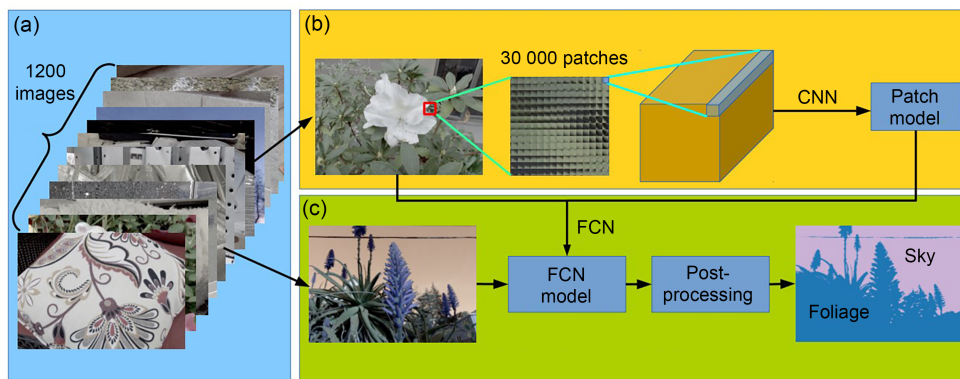 (a)
1200
images
(b)
30 000 patches
CNN
Patch
model
(c)
FCN
FCN
model
Post-
processing
Sky
Foliage